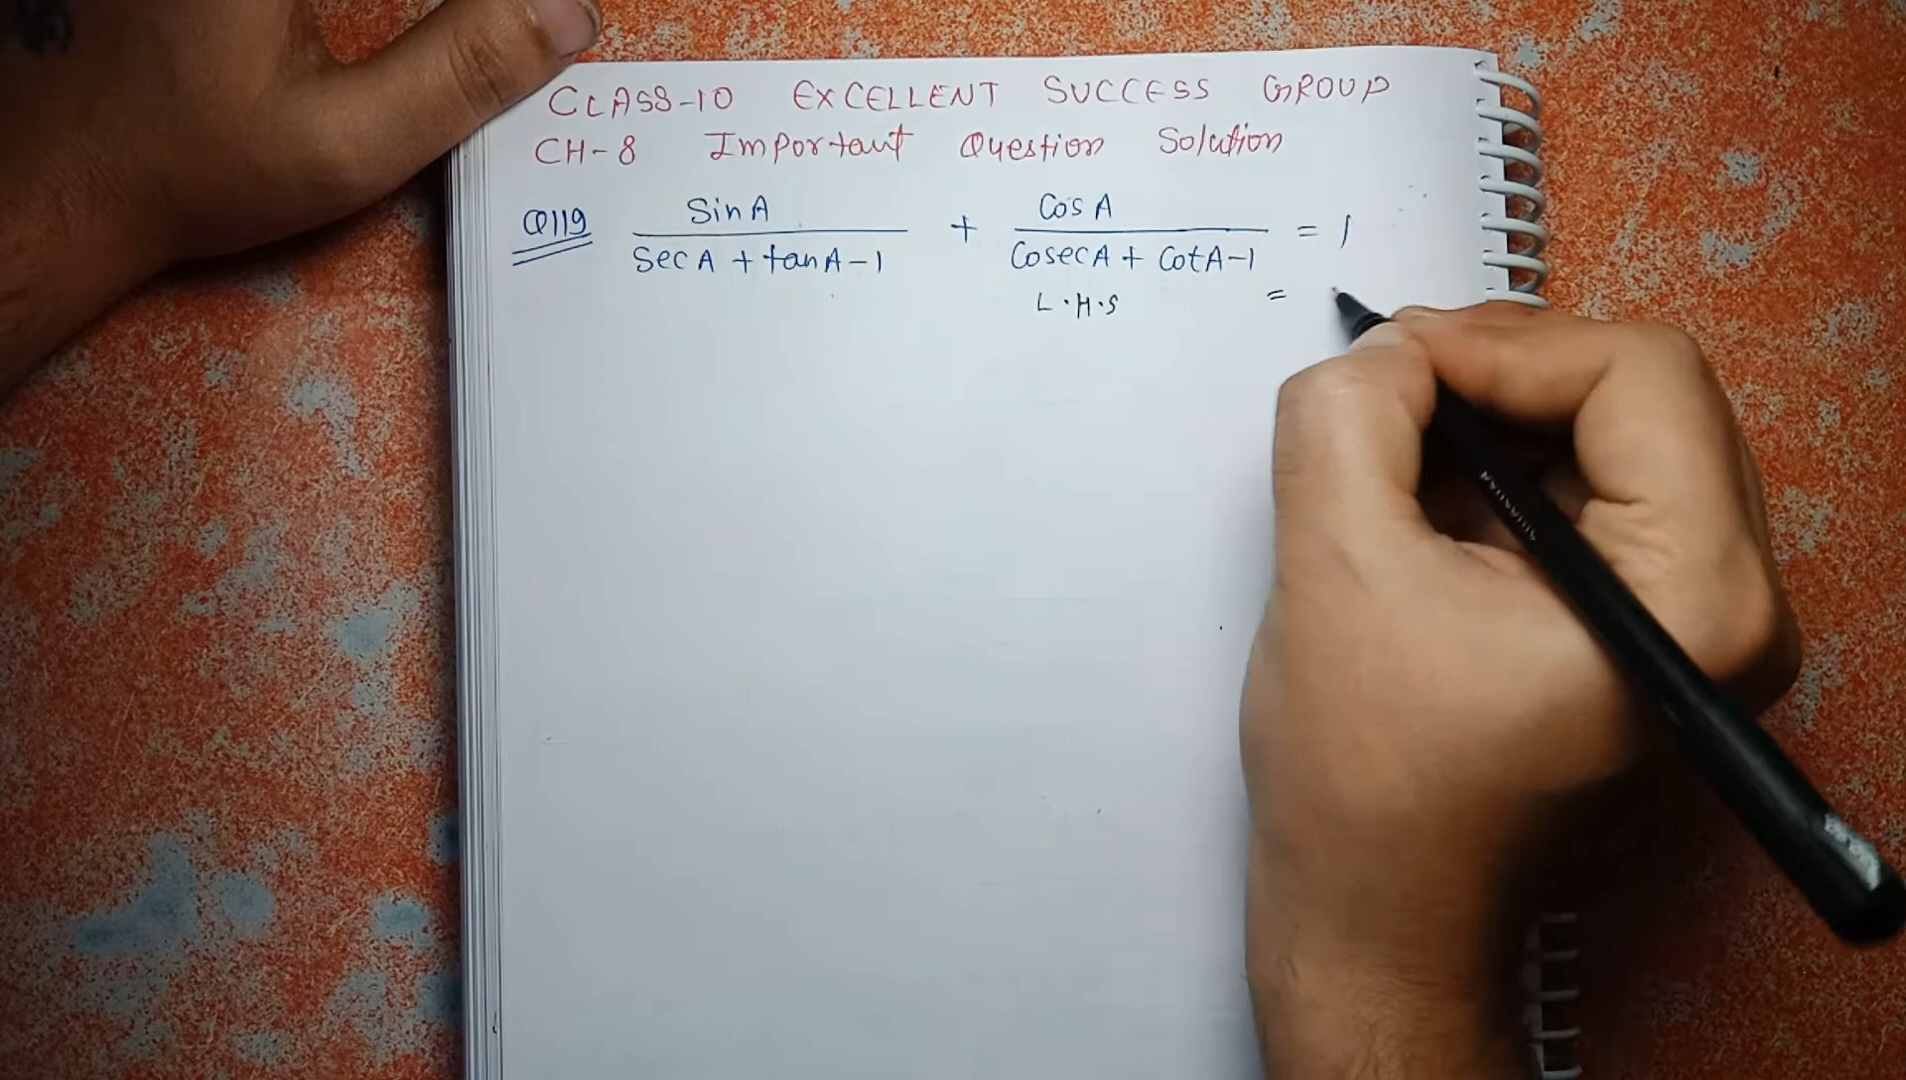 CLASS-10 EXCELLENT SUCCESS GROUP
CH-8 Important Question Solution
Q119 SinA / SecA + tanA-1 + CosA / CosecA + CotA-1 = 1
L.H.S =